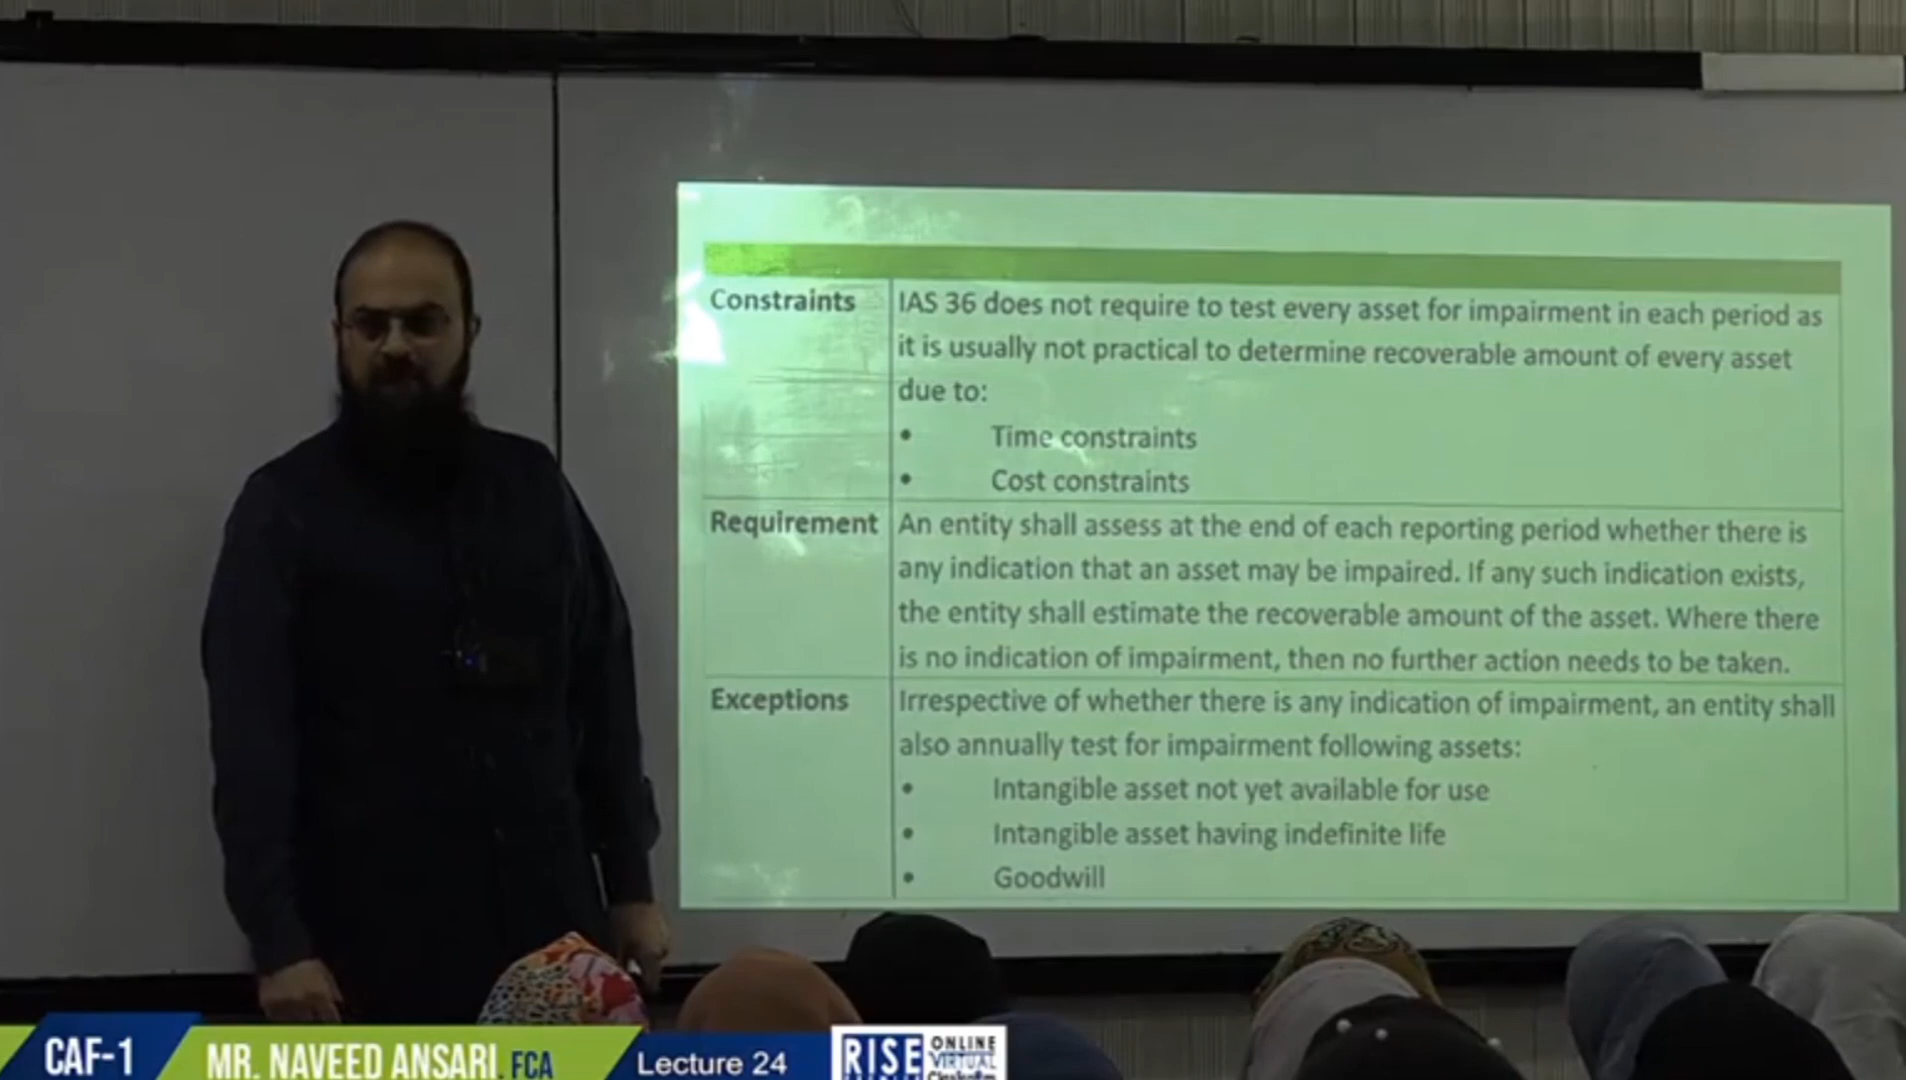 Constraints
IAS 36 does not require to test every asset for impairment in each period as
it is usually not practical to determine recoverable amount of every asset
due to:
• Time constraints
• Cost constraints
Requirement
An entity shall assess at the end of each reporting period whether there is
any indication that an asset may be impaired. If any such indication exists,
the entity shall estimate the recoverable amount of the asset. Where there
is no indication of impairment, then no further action needs to be taken.
Exceptions
Irrespective of whether there is any indication of impairment, an entity shall
also annually test for impairment following assets:
• Intangible asset not yet available for use
• Intangible asset having indefinite life
• Goodwill
CAF-1
MR. NAVEED ANSARI, FCA
Lecture 24
RISE
ONLINE
VIRTUAL